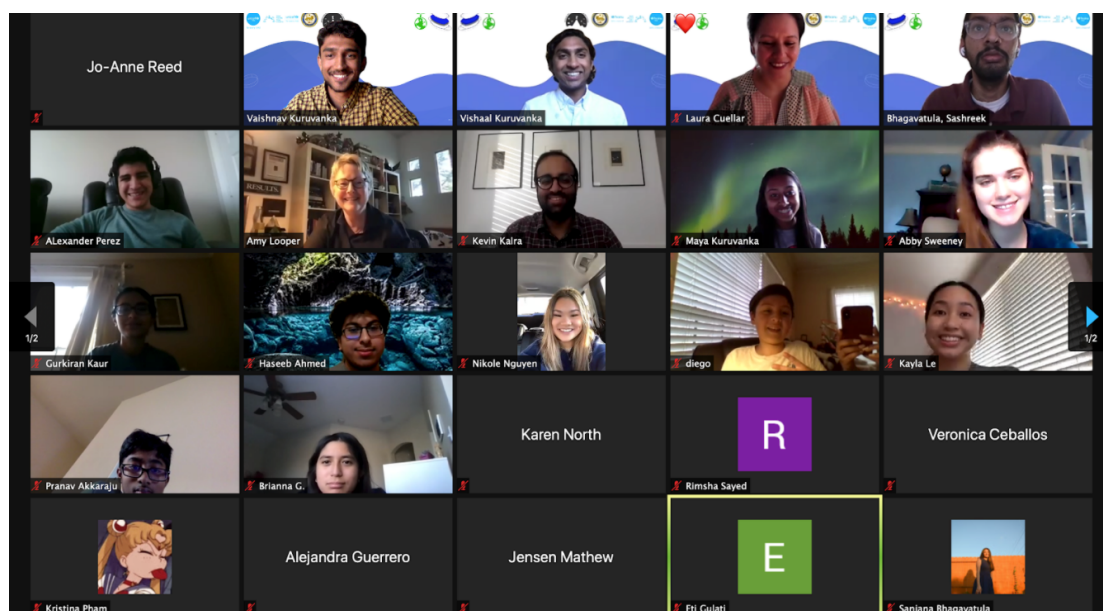 Jo-Anne Reed
Vaishnav Kuruvanka
Vishaal Kuruvanka
Laura Cuellar
Bhagavatula, Sashreek
ALexander Perez
RESULTS.
Amy Looper
Kevin Kalra
Maya Kuruvanka
Abby Sweeney
1/2
Gurkiran Kaur
Haseeb Ahmed
Nikole Nguyen
diego
Kayla Le
1/2
Pranav Akkaraju
Brianna G.
Karen North
R
Rimsha Sayed
Veronica Ceballos
Kristina Pham
Alejandra Guerrero
Jensen Mathew
E
Eti Gulati
Sanjana Bhagavatula